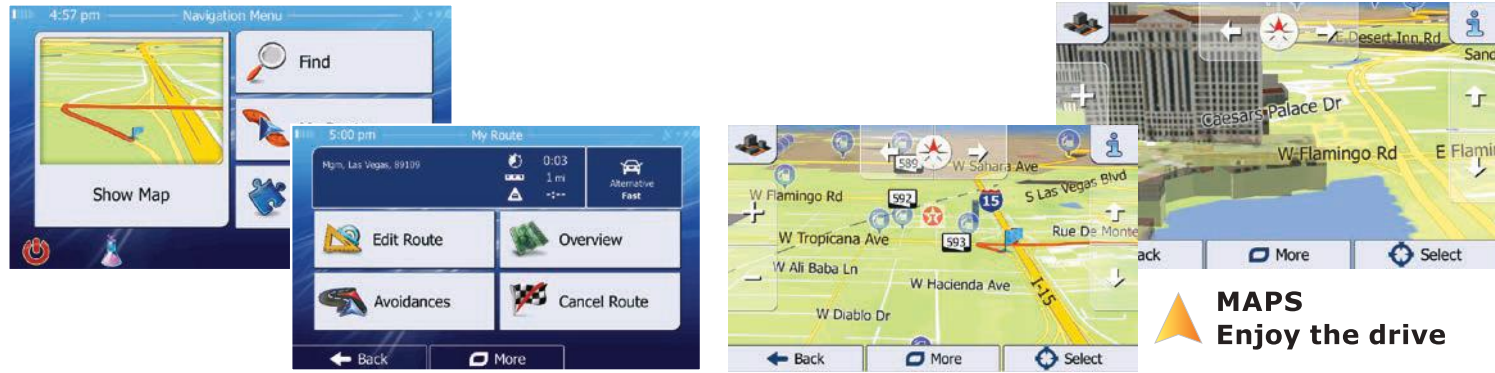 4:57 pm
Navigation Menu
Find
Show Map
5:00 pm
My Route
Mgm, Las Vegas, 89109
0:03
1 mi
-:--
Alternative
Fast
Edit Route
Overview
Avoidances
Cancel Route
Back
More
589
W Sahara Ave
W Flamingo Rd
592
15
S Las Vegas Blvd
W Tropicana Ave
593
Rue De Monte
W Ali Baba Ln
W Hacienda Ave
I-15
W Diablo Dr
Back
More
Select
E Desert Inn Rd
Sand
Caesars Palace Dr
W Flamingo Rd
E Flami
ack
More
Select
MAPS
Enjoy the drive